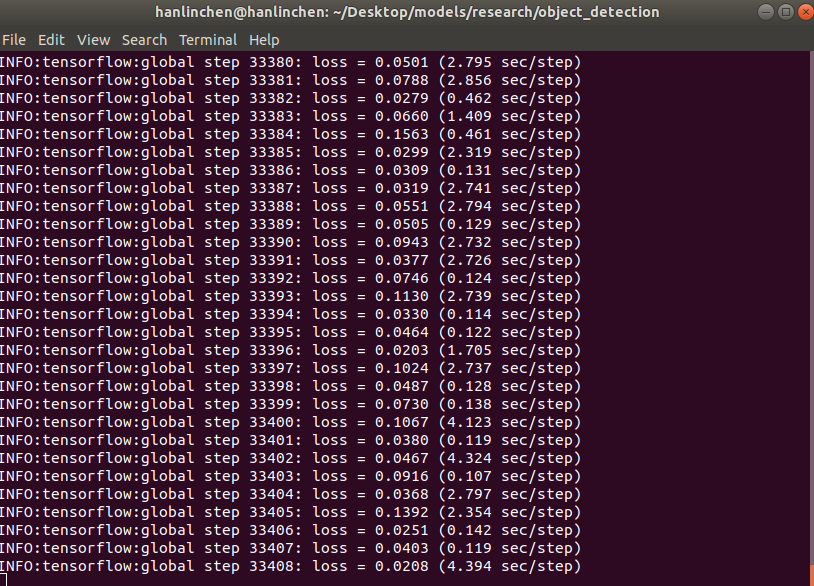 hanlinchen@hanlinchen: ~/Desktop/models/research/object_detection
File Edit View Search Terminal Help
INFO:tensorflow:global step 33380: loss = 0.0501 (2.795 sec/step)
INFO:tensorflow:global step 33381: loss = 0.0788 (2.856 sec/step)
INFO:tensorflow:global step 33382: loss = 0.0279 (0.462 sec/step)
INFO:tensorflow:global step 33383: loss = 0.0660 (1.409 sec/step)
INFO:tensorflow:global step 33384: loss = 0.1563 (0.461 sec/step)
INFO:tensorflow:global step 33385: loss = 0.0299 (2.319 sec/step)
INFO:tensorflow:global step 33386: loss = 0.0309 (0.131 sec/step)
INFO:tensorflow:global step 33387: loss = 0.0319 (2.741 sec/step)
INFO:tensorflow:global step 33388: loss = 0.0551 (2.794 sec/step)
INFO:tensorflow:global step 33389: loss = 0.0505 (0.129 sec/step)
INFO:tensorflow:global step 33390: loss = 0.0943 (2.732 sec/step)
INFO:tensorflow:global step 33391: loss = 0.0377 (2.726 sec/step)
INFO:tensorflow:global step 33392: loss = 0.0746 (0.124 sec/step)
INFO:tensorflow:global step 33393: loss = 0.1130 (2.739 sec/step)
INFO:tensorflow:global step 33394: loss = 0.0330 (0.114 sec/step)
INFO:tensorflow:global step 33395: loss = 0.0464 (0.122 sec/step)
INFO:tensorflow:global step 33396: loss = 0.0203 (1.705 sec/step)
INFO:tensorflow:global step 33397: loss = 0.1024 (2.737 sec/step)
INFO:tensorflow:global step 33398: loss = 0.0487 (0.128 sec/step)
INFO:tensorflow:global step 33399: loss = 0.0730 (0.138 sec/step)
INFO:tensorflow:global step 33400: loss = 0.1067 (4.123 sec/step)
INFO:tensorflow:global step 33401: loss = 0.0380 (0.119 sec/step)
INFO:tensorflow:global step 33402: loss = 0.0467 (4.324 sec/step)
INFO:tensorflow:global step 33403: loss = 0.0916 (0.107 sec/step)
INFO:tensorflow:global step 33404: loss = 0.0368 (2.797 sec/step)
INFO:tensorflow:global step 33405: loss = 0.1392 (2.354 sec/step)
INFO:tensorflow:global step 33406: loss = 0.0251 (0.142 sec/step)
INFO:tensorflow:global step 33407: loss = 0.0403 (0.119 sec/step)
INFO:tensorflow:global step 33408: loss = 0.0208 (4.394 sec/step)